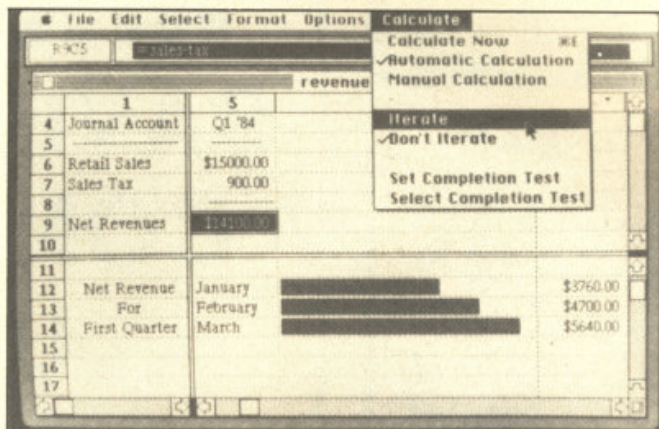 File Edit Select Format Options Calculate
R9C5 =sales-tax
Calculate Now ⌘E
✓Automatic Calculation
Manual Calculation
Iterate
✓Don't Iterate
Set Completion Test
Select Completion Test
revenue
1 5
4 Journal Account Q1 '84
5
6 Retail Sales $15000.00
7 Sales Tax 900.00
8
9 Net Revenues $14100.00
10
11
12 Net Revenue January $3760.00
13 For February $4700.00
14 First Quarter March $5640.00
15
16
17